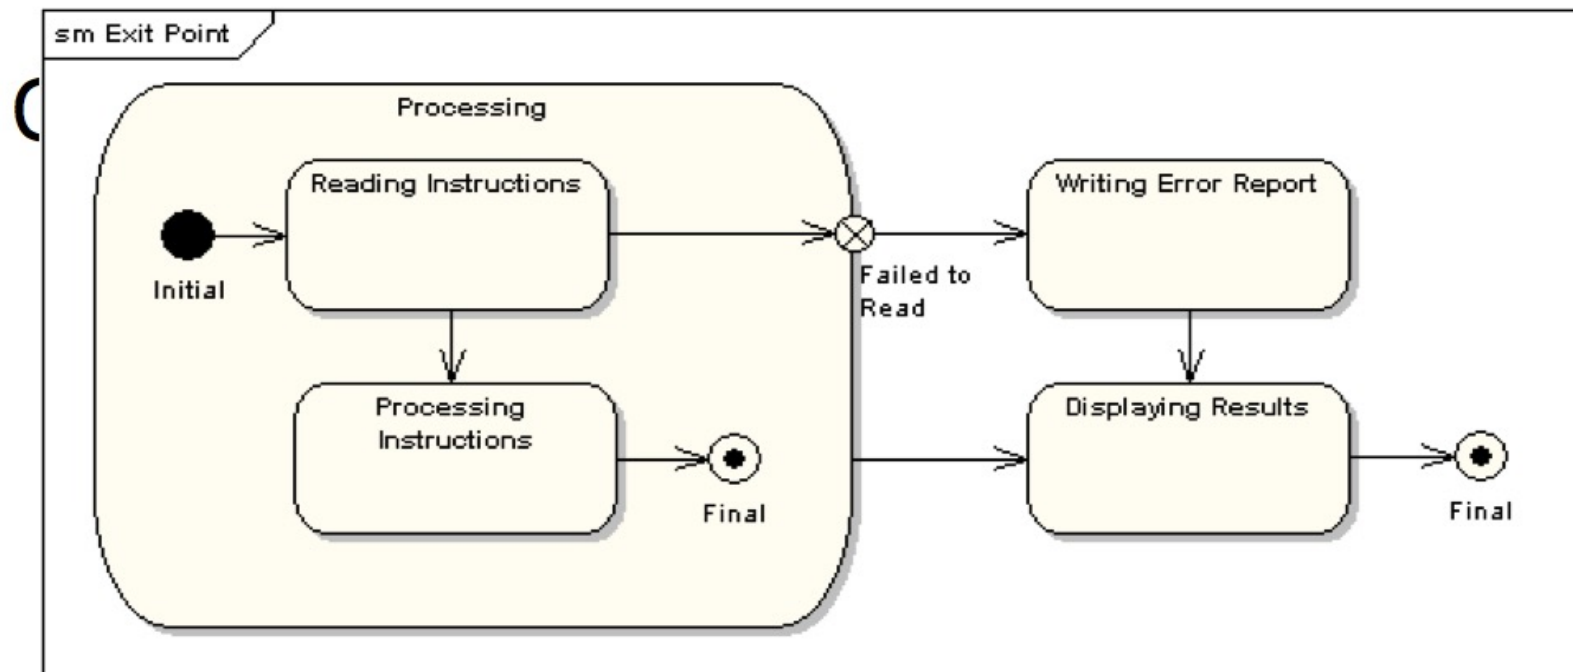 sm Exit Point
Processing
Reading Instructions
Writing Error Report
Initial
Failed to
Read
Processing
Instructions
Displaying Results
Final
Final